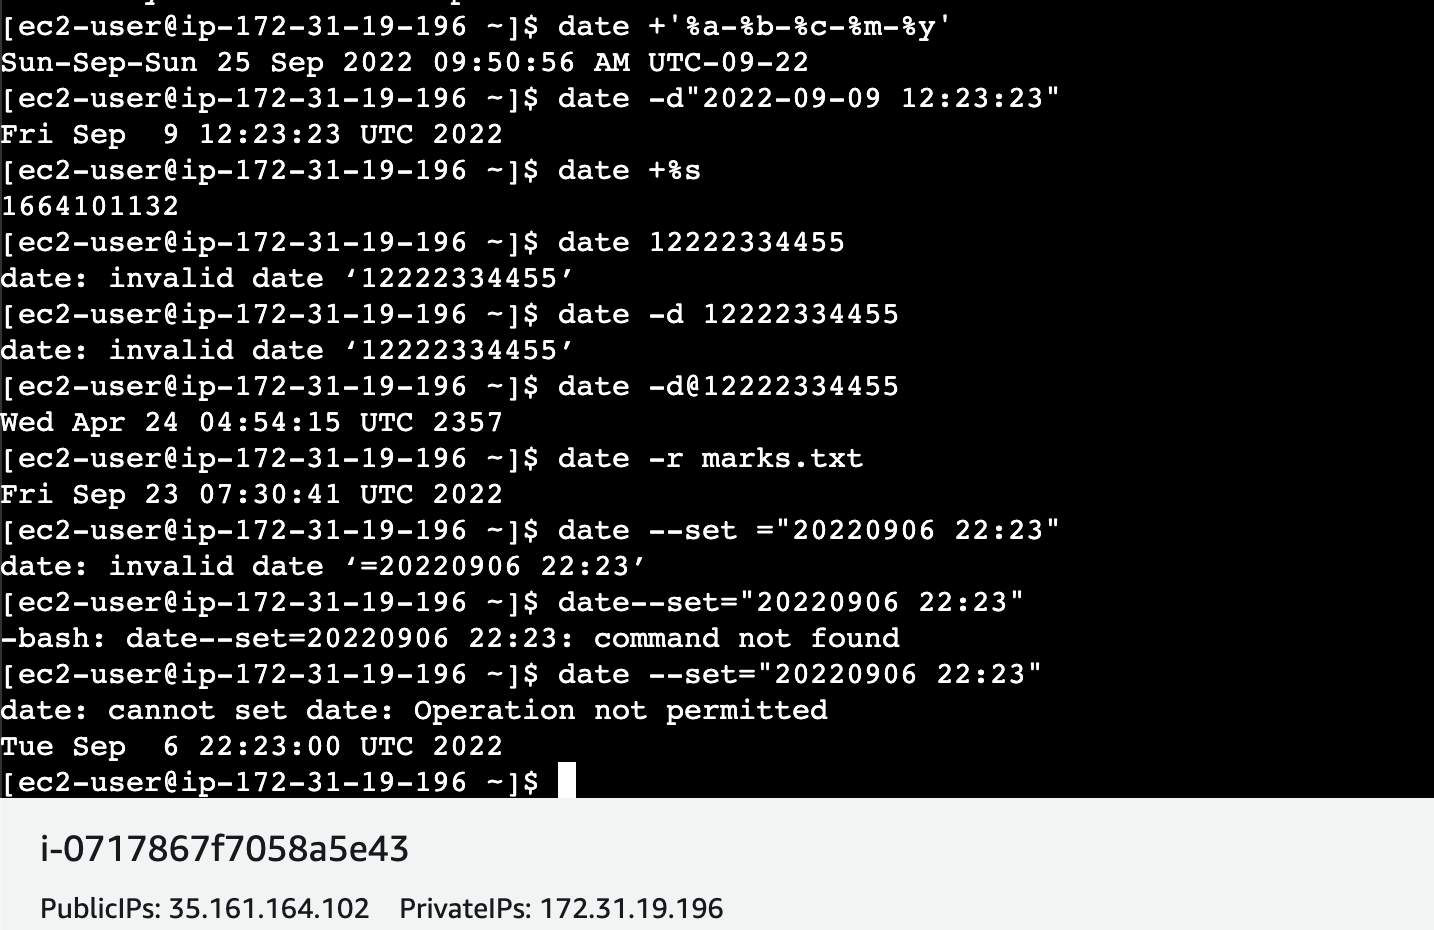 [ec2-user@ip-172-31-19-196 ~]$ date +'%a-%b-%c-%m-%y'
Sun-Sep-Sun 25 Sep 2022 09:50:56 AM UTC-09-22
[ec2-user@ip-172-31-19-196 ~]$ date -d"2022-09-09 12:23:23"
Fri Sep  9 12:23:23 UTC 2022
[ec2-user@ip-172-31-19-196 ~]$ date +%s
1664101132
[ec2-user@ip-172-31-19-196 ~]$ date 12222334455
date: invalid date ‘12222334455’
[ec2-user@ip-172-31-19-196 ~]$ date -d 12222334455
date: invalid date ‘12222334455’
[ec2-user@ip-172-31-19-196 ~]$ date -d@12222334455
Wed Apr 24 04:54:15 UTC 2357
[ec2-user@ip-172-31-19-196 ~]$ date -r marks.txt
Fri Sep 23 07:30:41 UTC 2022
[ec2-user@ip-172-31-19-196 ~]$ date --set ="20220906 22:23"
date: invalid date ‘=20220906 22:23’
[ec2-user@ip-172-31-19-196 ~]$ date--set="20220906 22:23"
-bash: date--set=20220906 22:23: command not found
[ec2-user@ip-172-31-19-196 ~]$ date --set="20220906 22:23"
date: cannot set date: Operation not permitted
Tue Sep  6 22:23:00 UTC 2022
[ec2-user@ip-172-31-19-196 ~]$
i-0717867f7058a5e43
PublicIPs: 35.161.164.102 PrivateIPs: 172.31.19.196